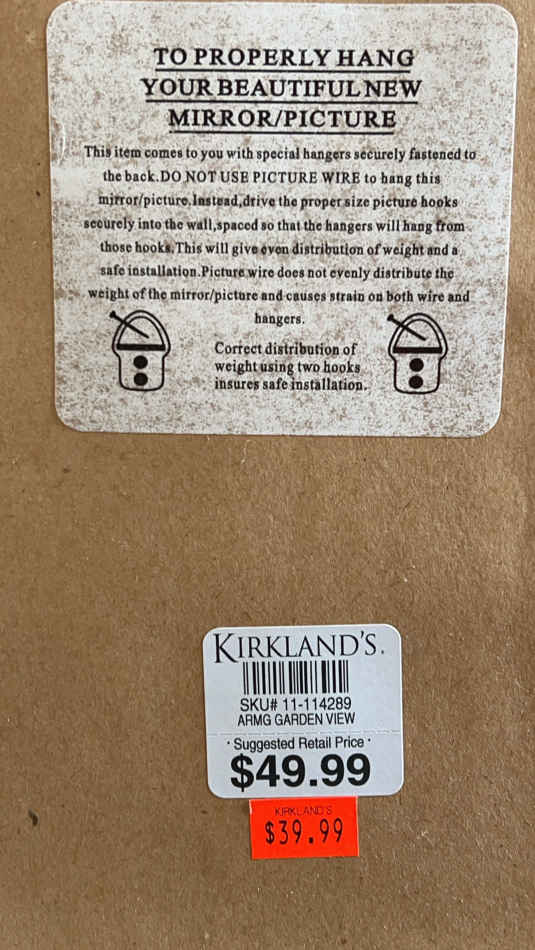 TO PROPERLY HANG
YOUR BEAUTIFUL NEW
MIRROR/PICTURE
This item comes to you with special hangers securely fastened to
the back.DO NOT USE PICTURE WIRE to hang this
mirror/picture.Instead,drive the proper size picture hooks
securely into the wall,spaced so that the hangers will hang from
those hooks.This will give even distribution of weight and a
safe installation.Picture wire does not evenly distribute the
weight of the mirror/picture and causes strain on both wire and
hangers.
Correct distribution of
weight using two hooks
insures safe installation.
KIRKLAND'S.
SKU# 11-114289
ARMG GARDEN VIEW
· Suggested Retail Price ·
$49.99
KIRKLAND'S
$39.99